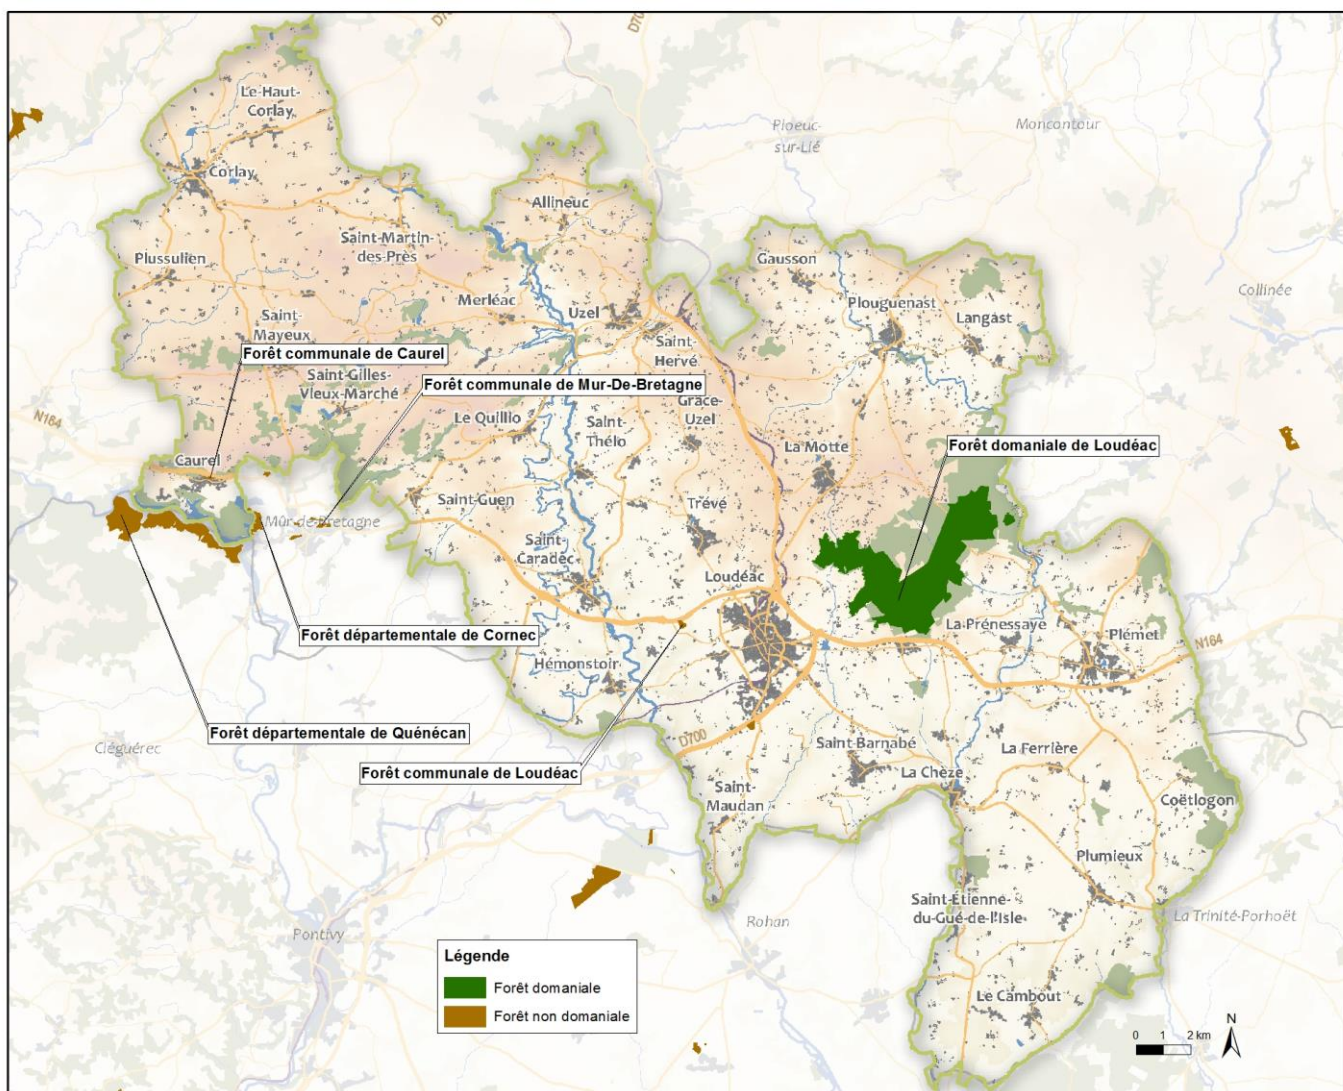 D70
D700
Le-Haut-
Corlay
Ploeuc-
sur-Lié
Moncontour
Corlay
Allineuc
Saint-Martin-
des-Près
Plussulien
Gausson
Collinée
Merléac
Uzel
Plouguenast
Langast
Saint-
Mayeux
Forêt communale de Caurel
Saint-
Hervé
Saint-Gilles-
Vieux-Marché
Forêt communale de Mur-De-Bretagne
Grâce-
Uzel
N164
Le Quillio
Saint-
Thélo
La Motte
Forêt domaniale de Loudéac
Caurel
Saint-Guen
Trévé
Mûr-de-Bretagne
Saint-
Caradec
Loudéac
Forêt départementale de Cornec
La-Prénessaye
Plémet
N164
Hémonstoir
Forêt départementale de Quénécan
D700
Cléguérec
Saint-Barnabé
La Ferrière
Forêt communale de Loudéac
La Chèze
Saint-
Maudan
Coëtlogon
Plumieux
Saint-Étienne-
du-Gué-de-l'Isle
La Trinité-Porhoët
Rohan
Pontivy
Légende
Forêt domaniale
Forêt non domaniale
Le Cambout
0 1 2 km
N